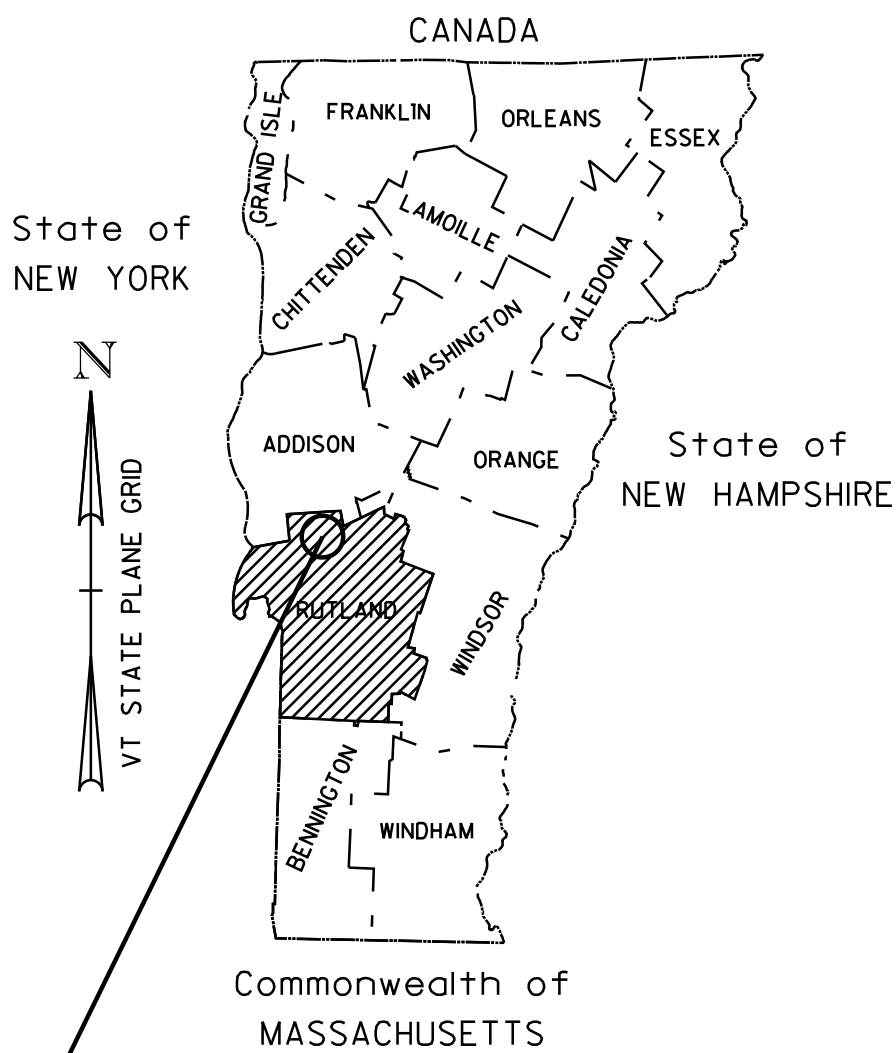 CANADA
FRANKLIN
ORLEANS
ESSEX
GRAND ISLE
LAMOILLE
State of
NEW YORK
CHITTENDEN
CALEDONIA
WASHINGTON
N
ADDISON
ORANGE
State of
NEW HAMPSHIRE
VT STATE PLANE GRID
RUTLAND
WINDSOR
BENNINGTON
WINDHAM
Commonwealth of
MASSACHUSETTS